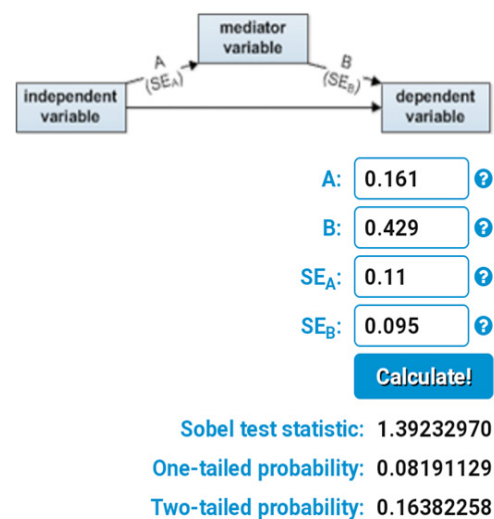 mediator
variable
A
(SEA)
B
(SEB)
independent
variable
dependent
variable
A: 0.161 ?
B: 0.429 ?
SEA: 0.11 ?
SEB: 0.095 ?
Calculate!
Sobel test statistic: 1.39232970
One-tailed probability: 0.08191129
Two-tailed probability: 0.16382258